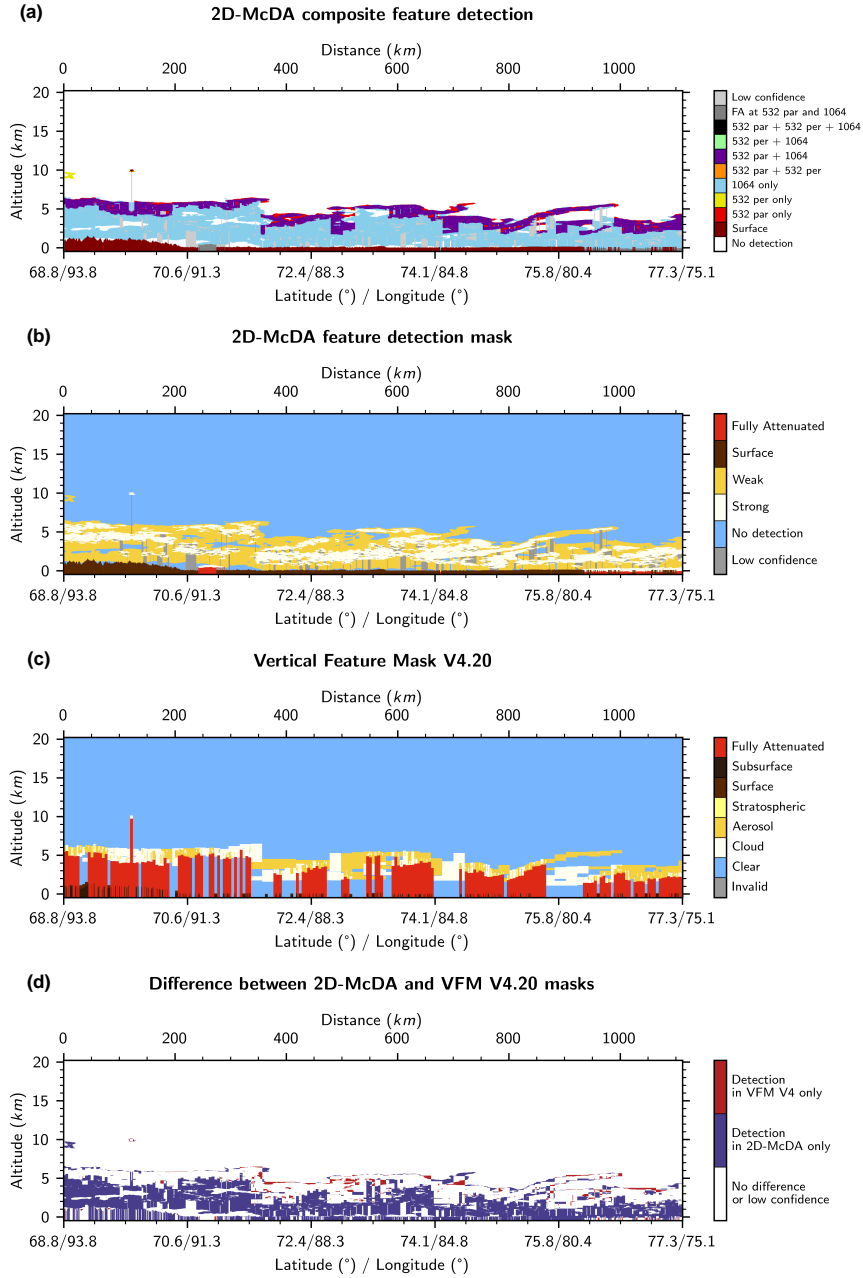 (a)
2D-McDA composite feature detection
Distance (km)
0 200 400 600 800 1000
20
15
10
5
0
Altitude (km)
68.8/93.8 70.6/91.3 72.4/88.3 74.1/84.8 75.8/80.4 77.3/75.1
Latitude (°) / Longitude (°)
Low confidence
FA at 532 par and 1064
532 par + 532 per + 1064
532 per + 1064
532 par + 1064
532 par + 532 per
1064 only
532 per only
532 par only
Surface
No detection
(b)
2D-McDA feature detection mask
Distance (km)
0 200 400 600 800 1000
20
15
10
5
0
Altitude (km)
68.8/93.8 70.6/91.3 72.4/88.3 74.1/84.8 75.8/80.4 77.3/75.1
Latitude (°) / Longitude (°)
Fully Attenuated
Surface
Weak
Strong
No detection
Low confidence
(c)
Vertical Feature Mask V4.20
Distance (km)
0 200 400 600 800 1000
20
15
10
5
0
Altitude (km)
68.8/93.8 70.6/91.3 72.4/88.3 74.1/84.8 75.8/80.4 77.3/75.1
Latitude (°) / Longitude (°)
Fully Attenuated
Subsurface
Surface
Stratospheric
Aerosol
Cloud
Clear
Invalid
(d)
Difference between 2D-McDA and VFM V4.20 masks
Distance (km)
0 200 400 600 800 1000
20
15
10
5
0
Altitude (km)
68.8/93.8 70.6/91.3 72.4/88.3 74.1/84.8 75.8/80.4 77.3/75.1
Latitude (°) / Longitude (°)
Detection
in VFM V4 only
Detection
in 2D-McDA only
No difference
or low confidence